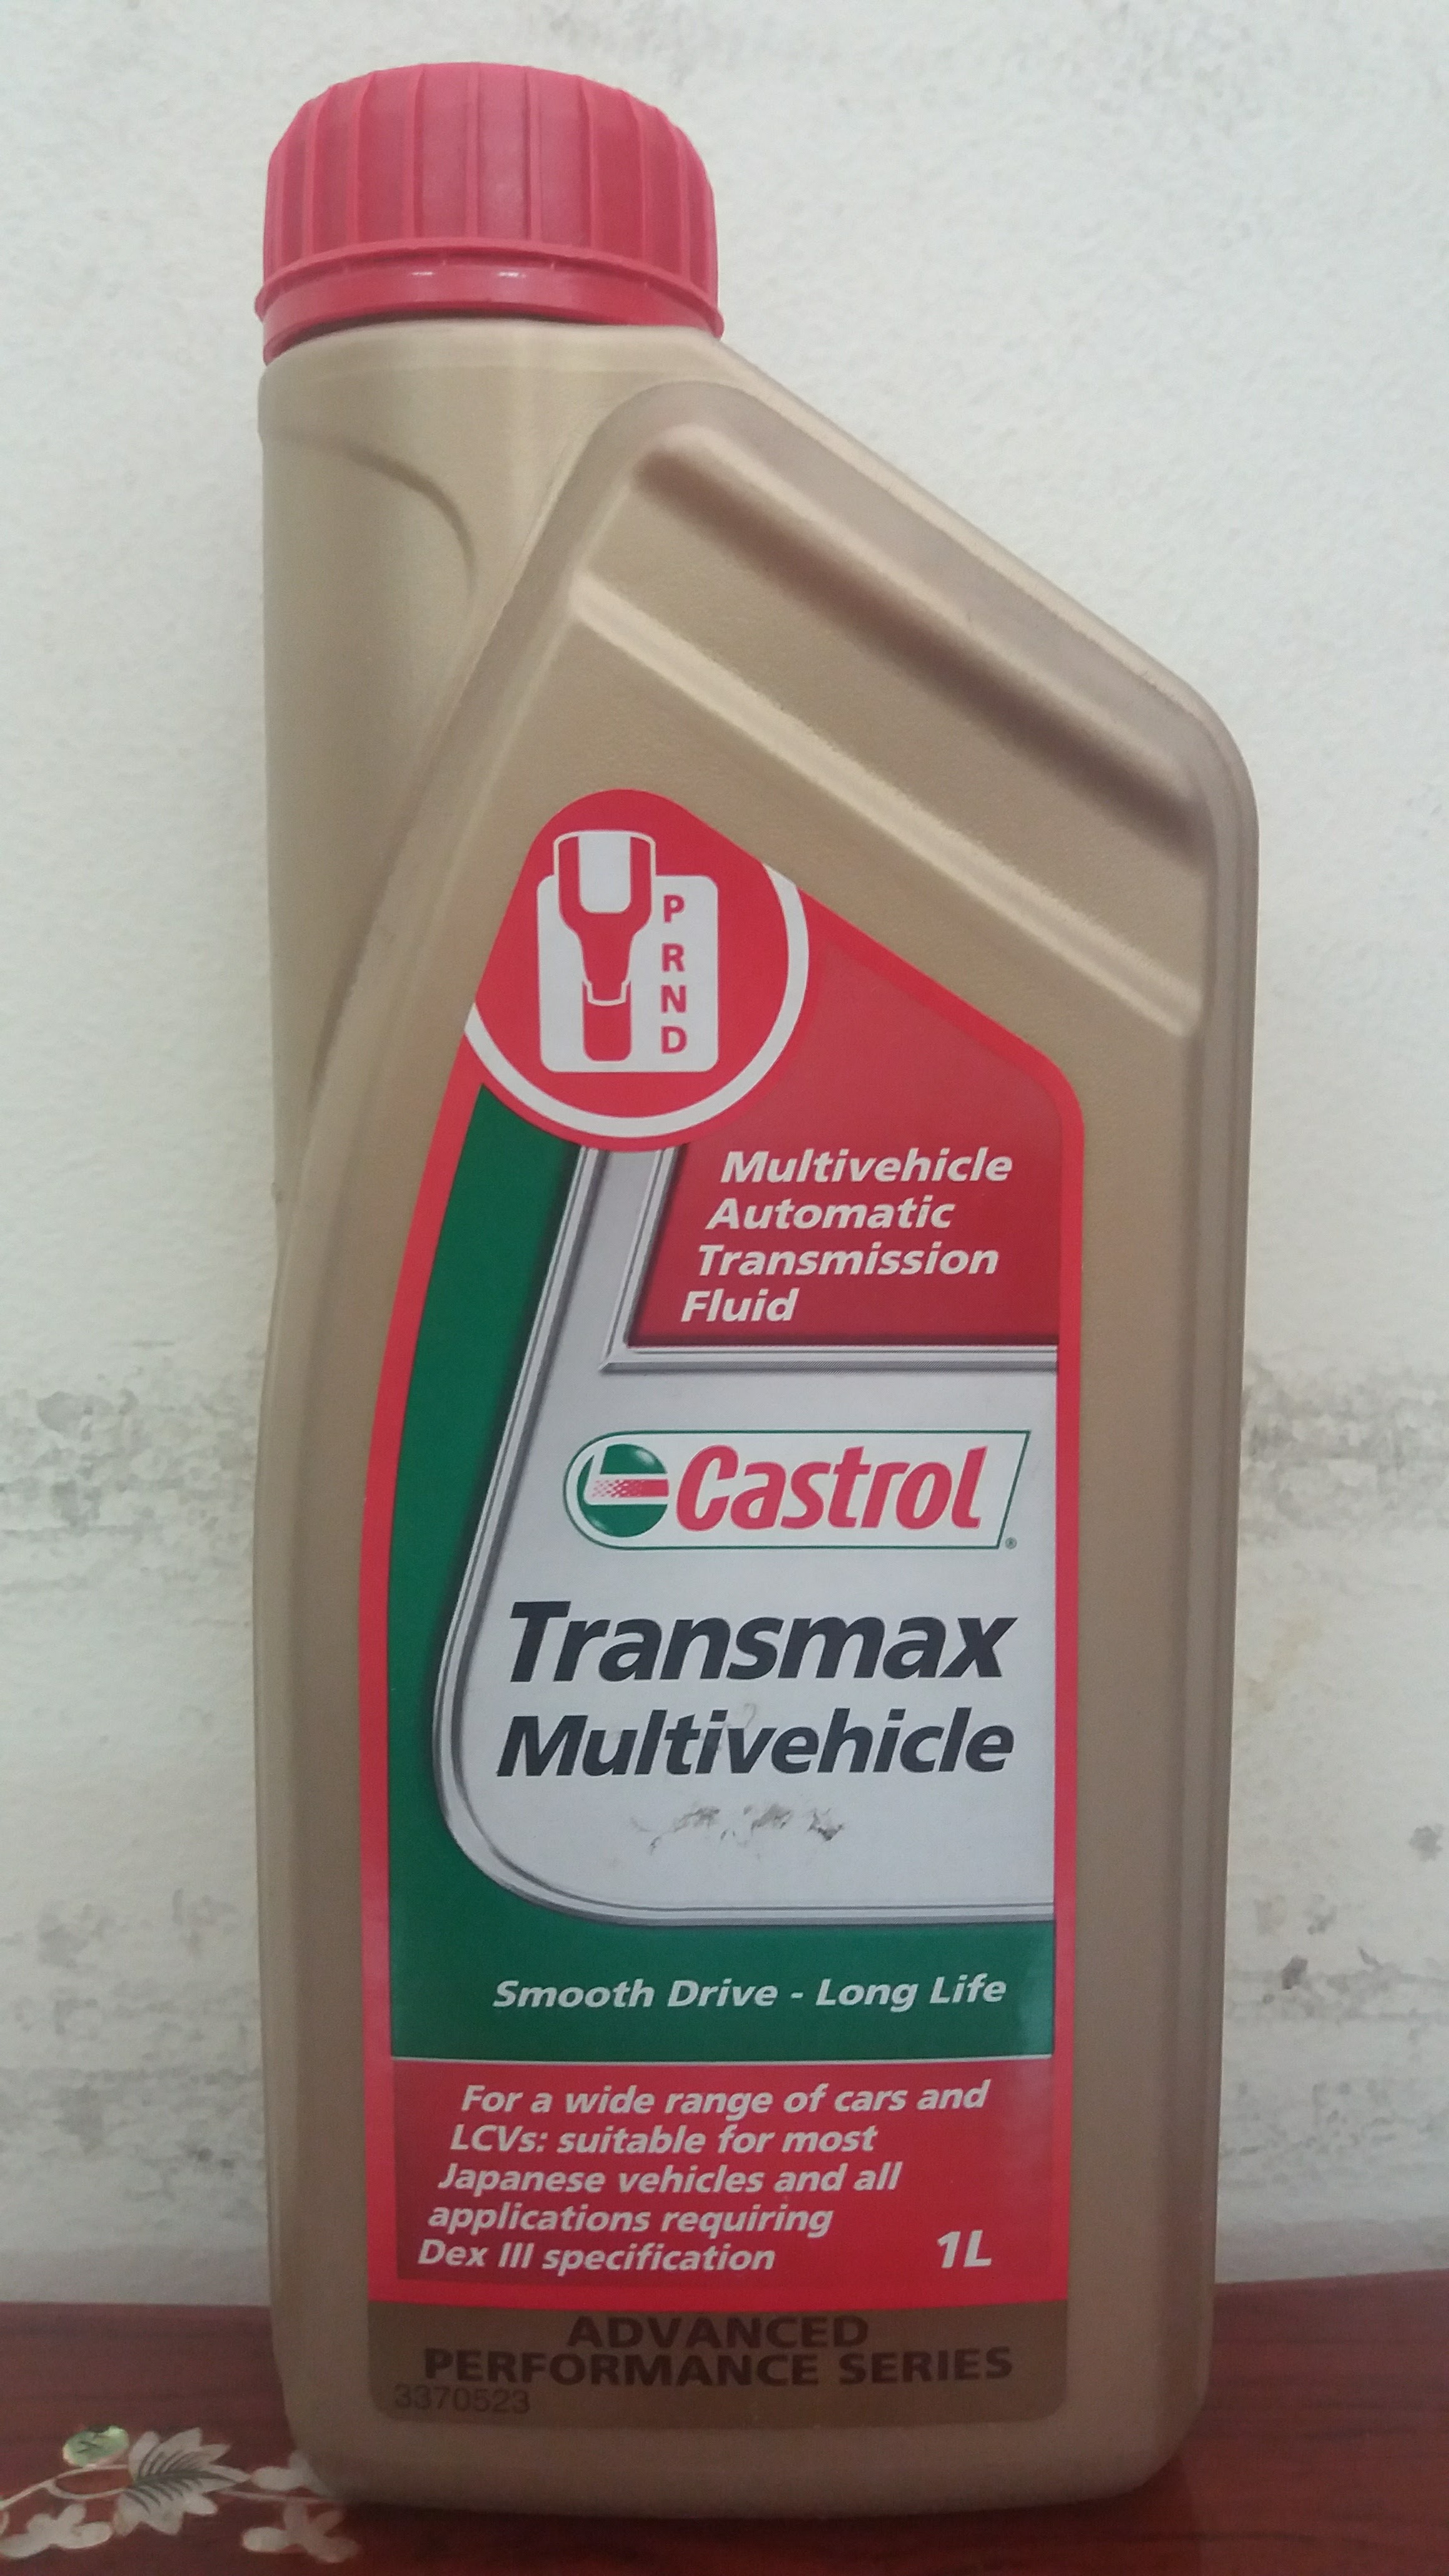 P
R
N
D
Multivehicle
Automatic
Transmission
Fluid
Castrol®
Transmax
Multivehicle
Smooth Drive - Long Life
For a wide range of cars and
LCVs: suitable for most
Japanese vehicles and all
applications requiring
Dex III specification
1L
ADVANCED
PERFORMANCE SERIES
3370523